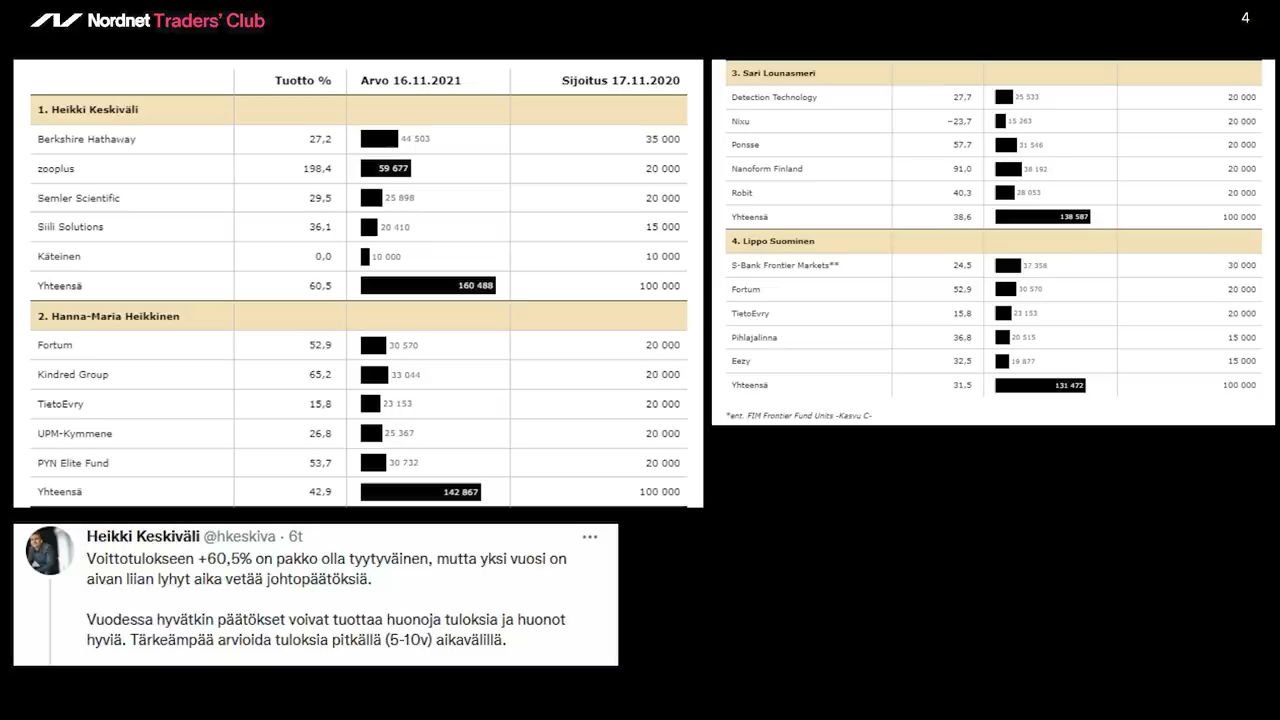 Nordnet Traders' Club
4
Tuotto % Arvo 16.11.2021 Sijoitus 17.11.2020
1. Heikki Keskiväli
Berkshire Hathaway 27,2 44 503 35 000
zooplus 198,4 59 677 20 000
Semler Scientific 29,5 25 898 20 000
Siili Solutions 36,1 20 410 15 000
Käteinen 0,0 10 000 10 000
Yhteensä 60,5 160 488 100 000
2. Hanna-Maria Heikkinen
Fortum 52,9 30 570 20 000
Kindred Group 65,2 33 044 20 000
TietoEvry 15,8 23 153 20 000
UPM-Kymmene 26,8 25 367 20 000
PYN Elite Fund 53,7 30 732 20 000
Yhteensä 42,9 142 867 100 000
3. Sari Lounasmeri
Detection Technology 27,7 25 533 20 000
Nixu −23,7 15 263 20 000
Ponsse 57,7 31 546 20 000
Nanoform Finland 91,0 38 192 20 000
Robit 40,3 28 053 20 000
Yhteensä 38,6 138 587 100 000
4. Lippo Suominen
S-Bank Frontier Markets** 24,5 37 358 30 000
Fortum 52,9 30 570 20 000
TietoEvry 15,8 23 153 20 000
Pihlajalinna 36,8 20 515 15 000
Eezy 32,5 19 877 15 000
Yhteensä 31,5 131 472 100 000
*ent. FIM Frontier Fund Units -Kasvu C-
Heikki Keskiväli @hkeskiva · 6t
Voittotulokseen +60,5% on pakko olla tyytyväinen, mutta yksi vuosi on
aivan liian lyhyt aika vetää johtopäätöksiä.
Vuodessa hyvätkin päätökset voivat tuottaa huonoja tuloksia ja huonot
hyviä. Tärkeämpää arvioida tuloksia pitkällä (5-10v) aikavälillä.